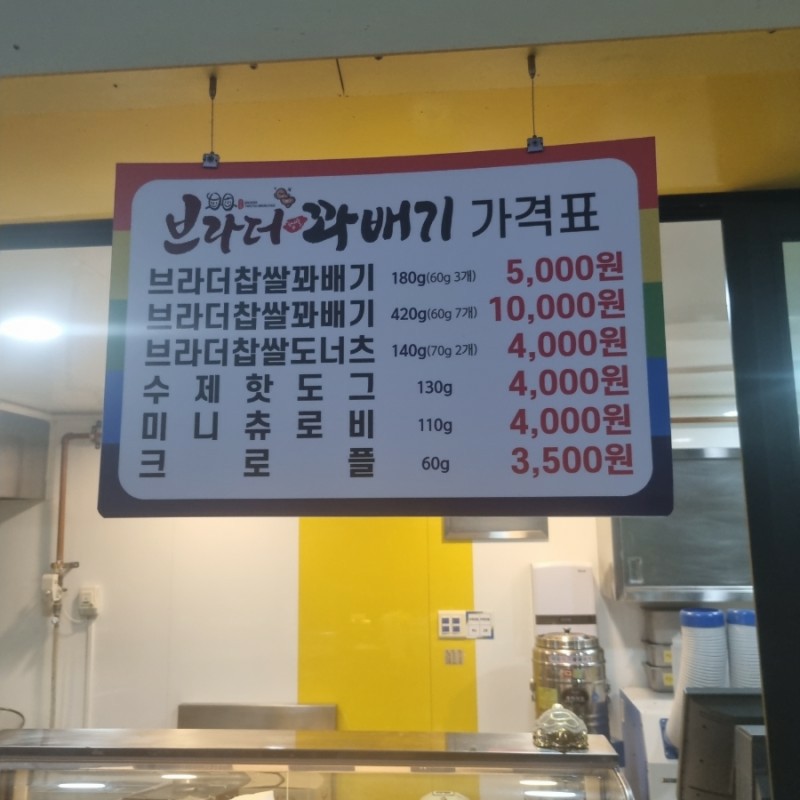 브라더 꽈배기 가격표
브라더찹쌀꽈배기 180g(60g 3개) 5,000원
브라더찹쌀꽈배기 420g(60g 7개) 10,000원
브라더찹쌀도너츠 140g(70g 2개) 4,000원
수제핫도그 130g 4,000원
미니츄로비 110g 4,000원
크로플 60g 3,500원